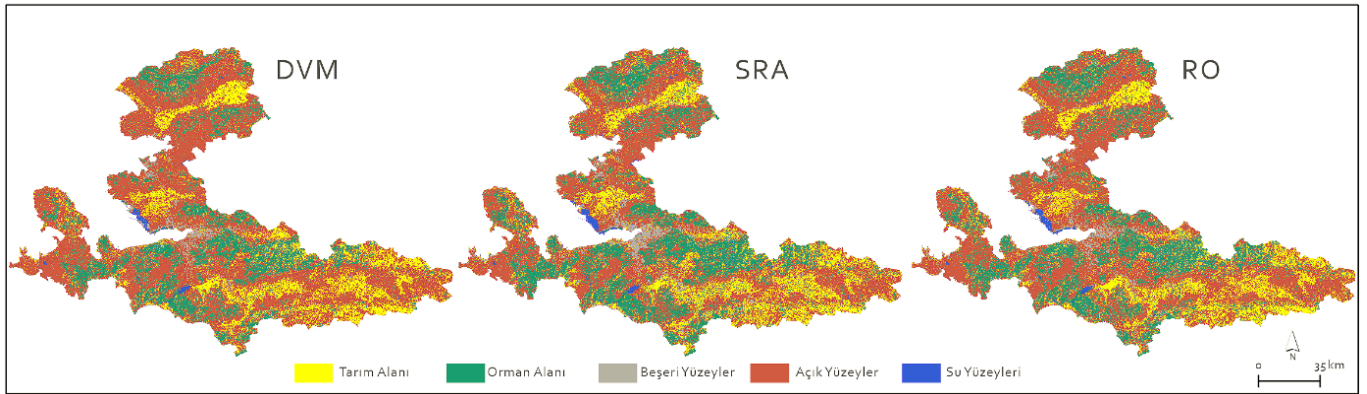 DVM
SRA
RO
Tarım Alanı
Orman Alanı
Beşeri Yüzeyler
Açık Yüzeyler
Su Yüzeyleri
N
0 35 km